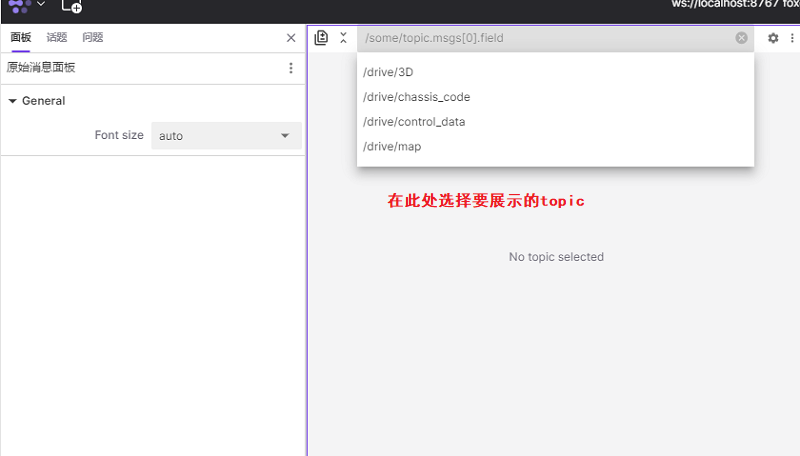 ws://localhost:8767 fox
面板 话题 问题
/some/topic.msgs[0].field
原始消息面板
General
Font size auto
/drive/3D
/drive/chassis_code
/drive/control_data
/drive/map
在此处选择要展示的topic
No topic selected